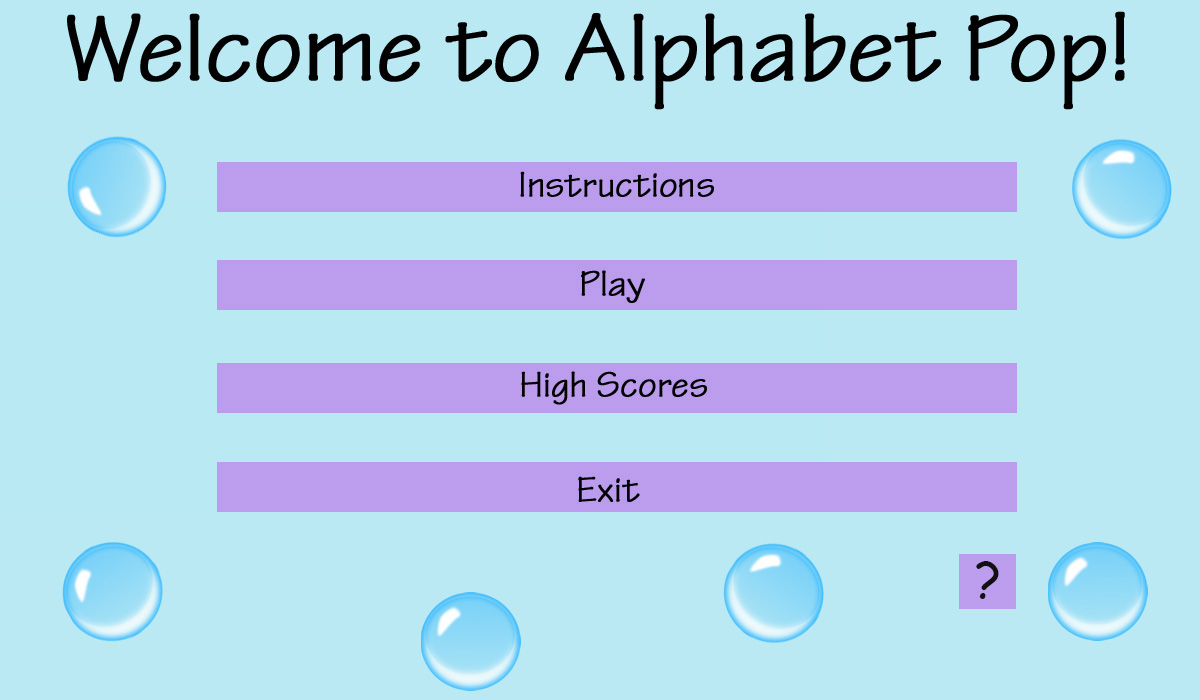 Welcome to Alphabet Pop!
Instructions
Play
High Scores
Exit
?